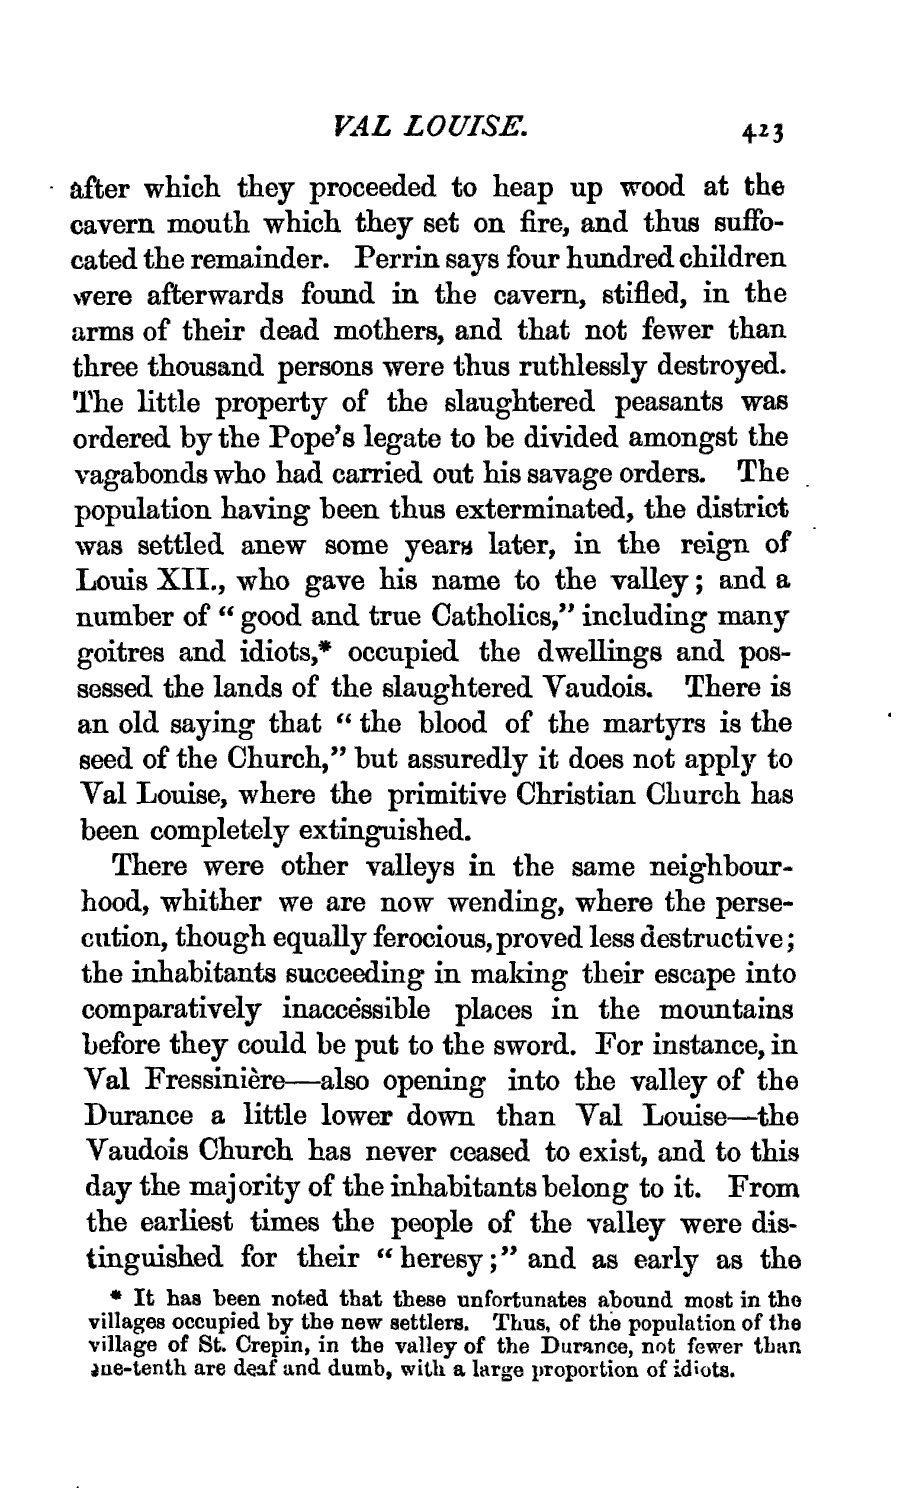 VAL LOUISE. 423
after which they proceeded to heap up wood at the
cavern mouth which they set on fire, and thus suffo-
cated the remainder. Perrin says four hundred children
were afterwards found in the cavern, stifled, in the
arms of their dead mothers, and that not fewer than
three thousand persons were thus ruthlessly destroyed.
The little property of the slaughtered peasants was
ordered by the Pope's legate to be divided amongst the
vagabonds who had carried out his savage orders. The
population having been thus exterminated, the district
was settled anew some years later, in the reign of
Louis XII., who gave his name to the valley; and a
number of "good and true Catholics," including many
goitres and idiots,* occupied the dwellings and pos-
sessed the lands of the slaughtered Vaudois. There is
an old saying that "the blood of the martyrs is the
seed of the Church," but assuredly it does not apply to
Val Louise, where the primitive Christian Church has
been completely extinguished.
There were other valleys in the same neighbour-
hood, whither we are now wending, where the perse-
cution, though equally ferocious, proved less destructive;
the inhabitants succeeding in making their escape into
comparatively inaccessible places in the mountains
before they could be put to the sword. For instance, in
Val Fressinière—also opening into the valley of the
Durance a little lower down than Val Louise—the
Vaudois Church has never ceased to exist, and to this
day the majority of the inhabitants belong to it. From
the earliest times the people of the valley were dis-
tinguished for their "heresy;" and as early as the
* It has been noted that these unfortunates abound most in the
villages occupied by the new settlers. Thus, of the population of the
village of St. Crepin, in the valley of the Durance, not fewer than
one-tenth are deaf and dumb, with a large proportion of idiots.